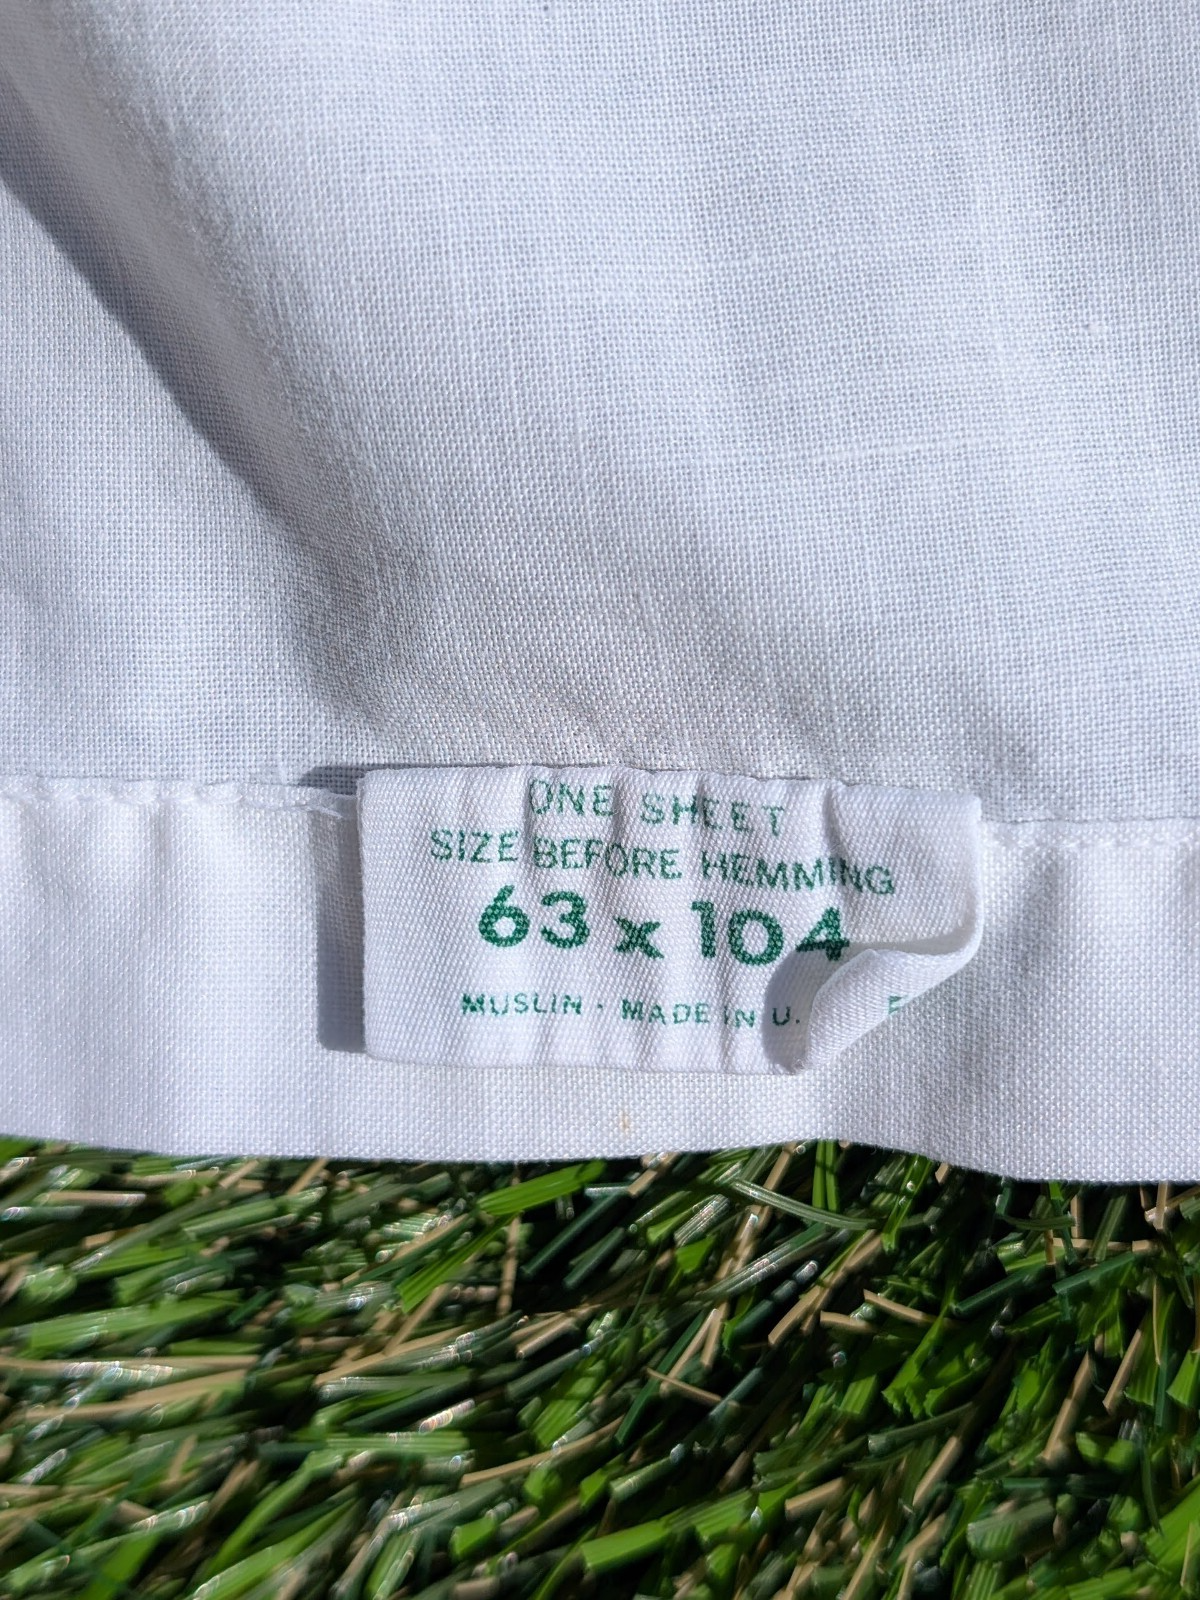 ONE SHEET
SIZE BEFORE HEMMING
63 x 104
MUSLIN · MADE IN U.